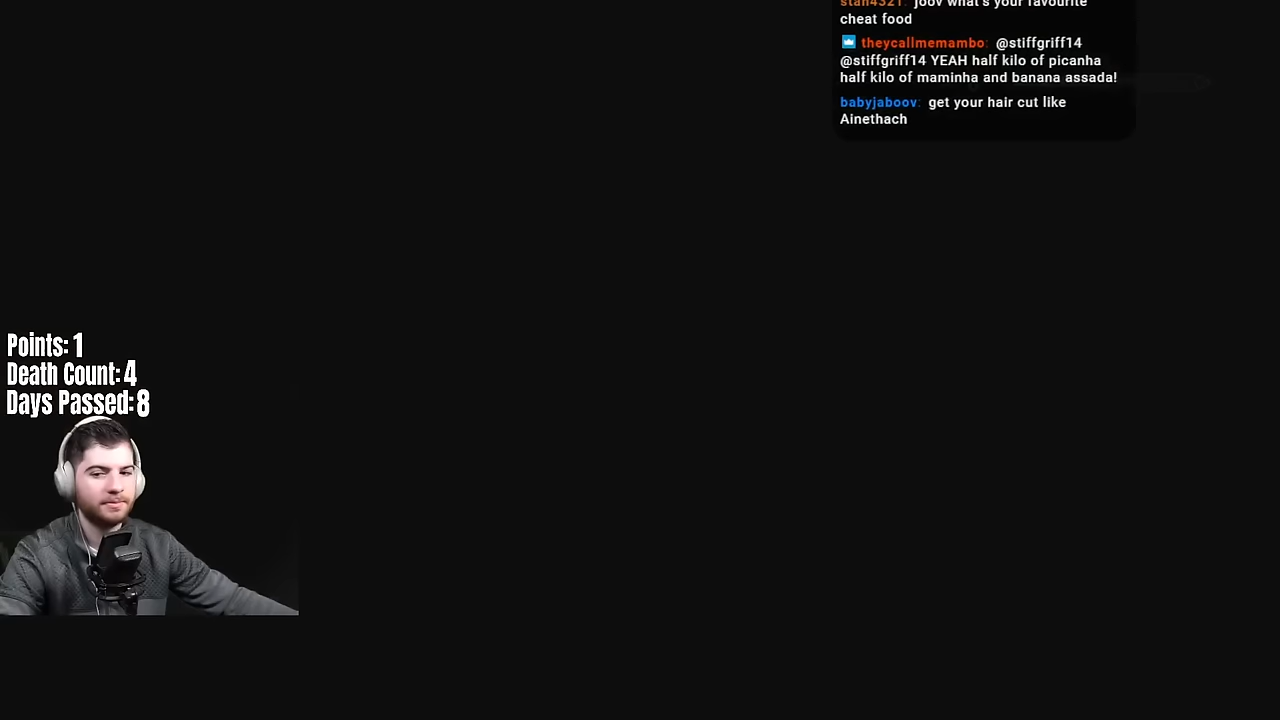 stan4321: joov what's your favourite
cheat food
theycallmemambo: @stiffgriff14
@stiffgriff14 YEAH half kilo of picanha
half kilo of maminha and banana assada!
babyjaboov: get your hair cut like
Ainethach
Points: 1
Death Count: 4
Days Passed: 8